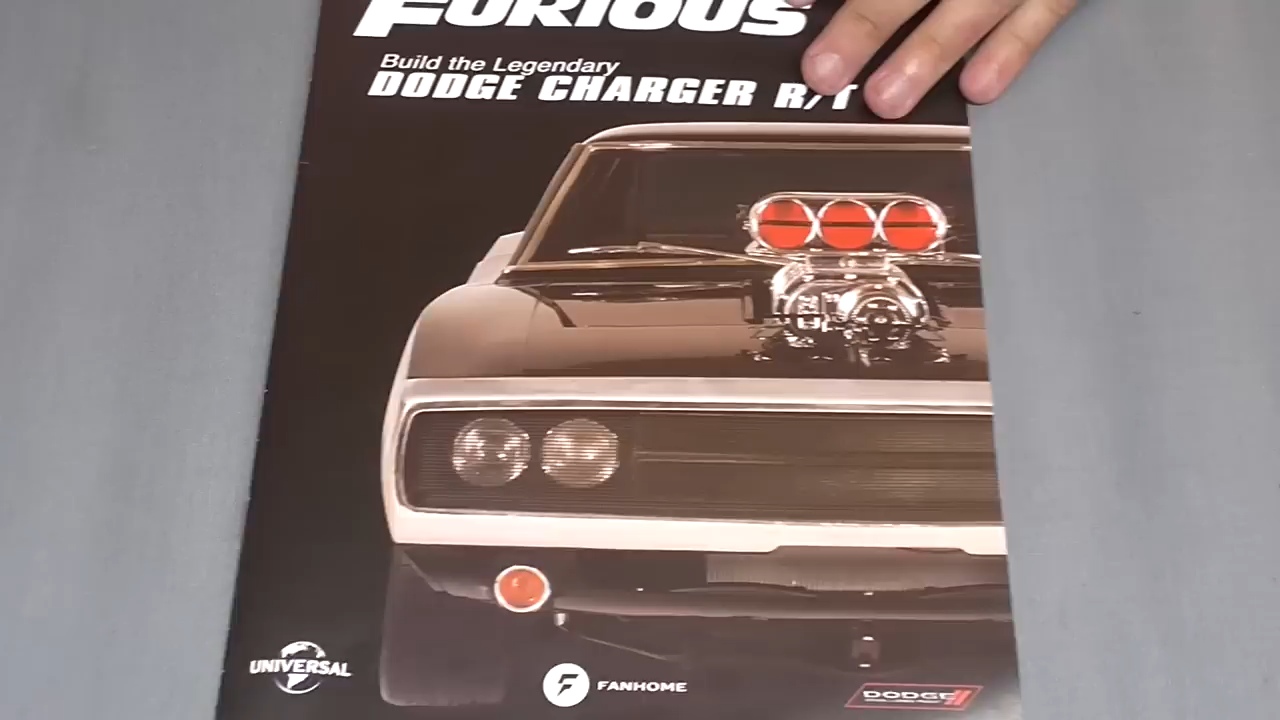 FURIOUS
Build the Legendary
DODGE CHARGER R/T
UNIVERSAL
FANHOME
DODGE